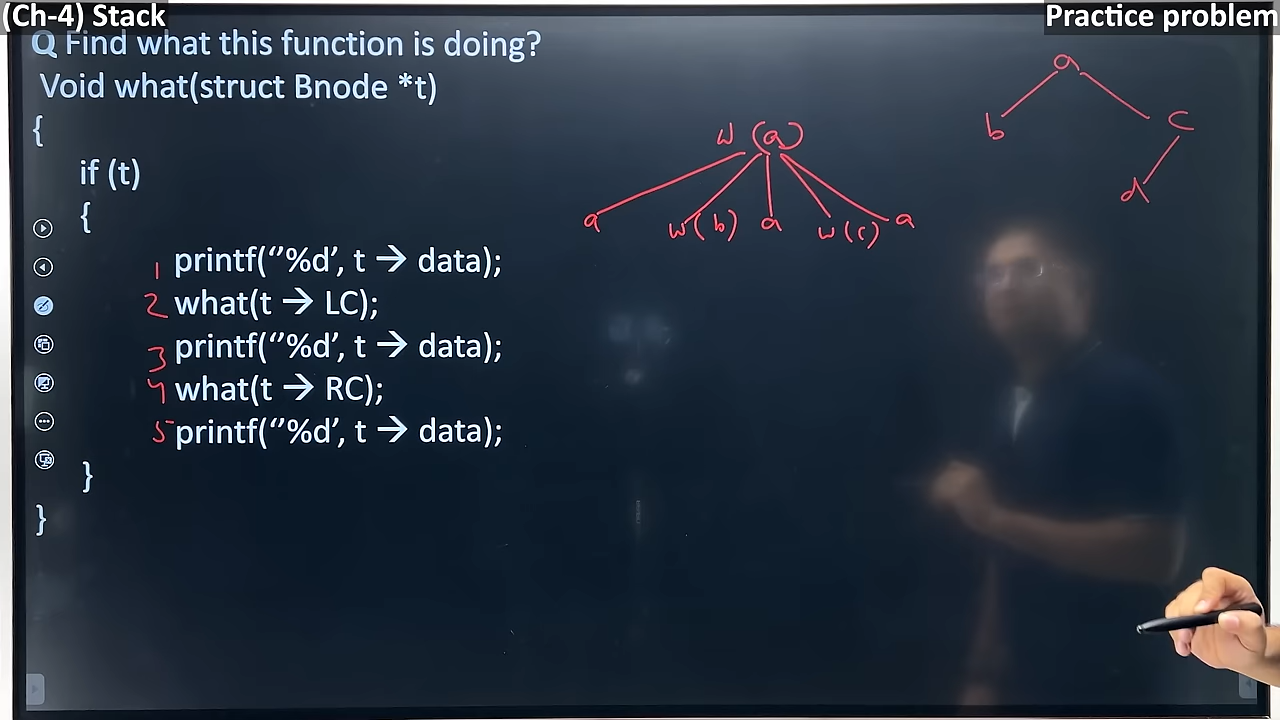 (Ch-4) Stack
Practice problem
Q Find what this function is doing?
Void what(struct Bnode *t)
{
if (t)
{
1 printf(‘’%d’, t → data);
2 what(t → LC);
3 printf(‘’%d’, t → data);
4 what(t → RC);
5 printf(‘’%d’, t → data);
}
}
W (a)
a w(b) a w(c) a
a
b c
d